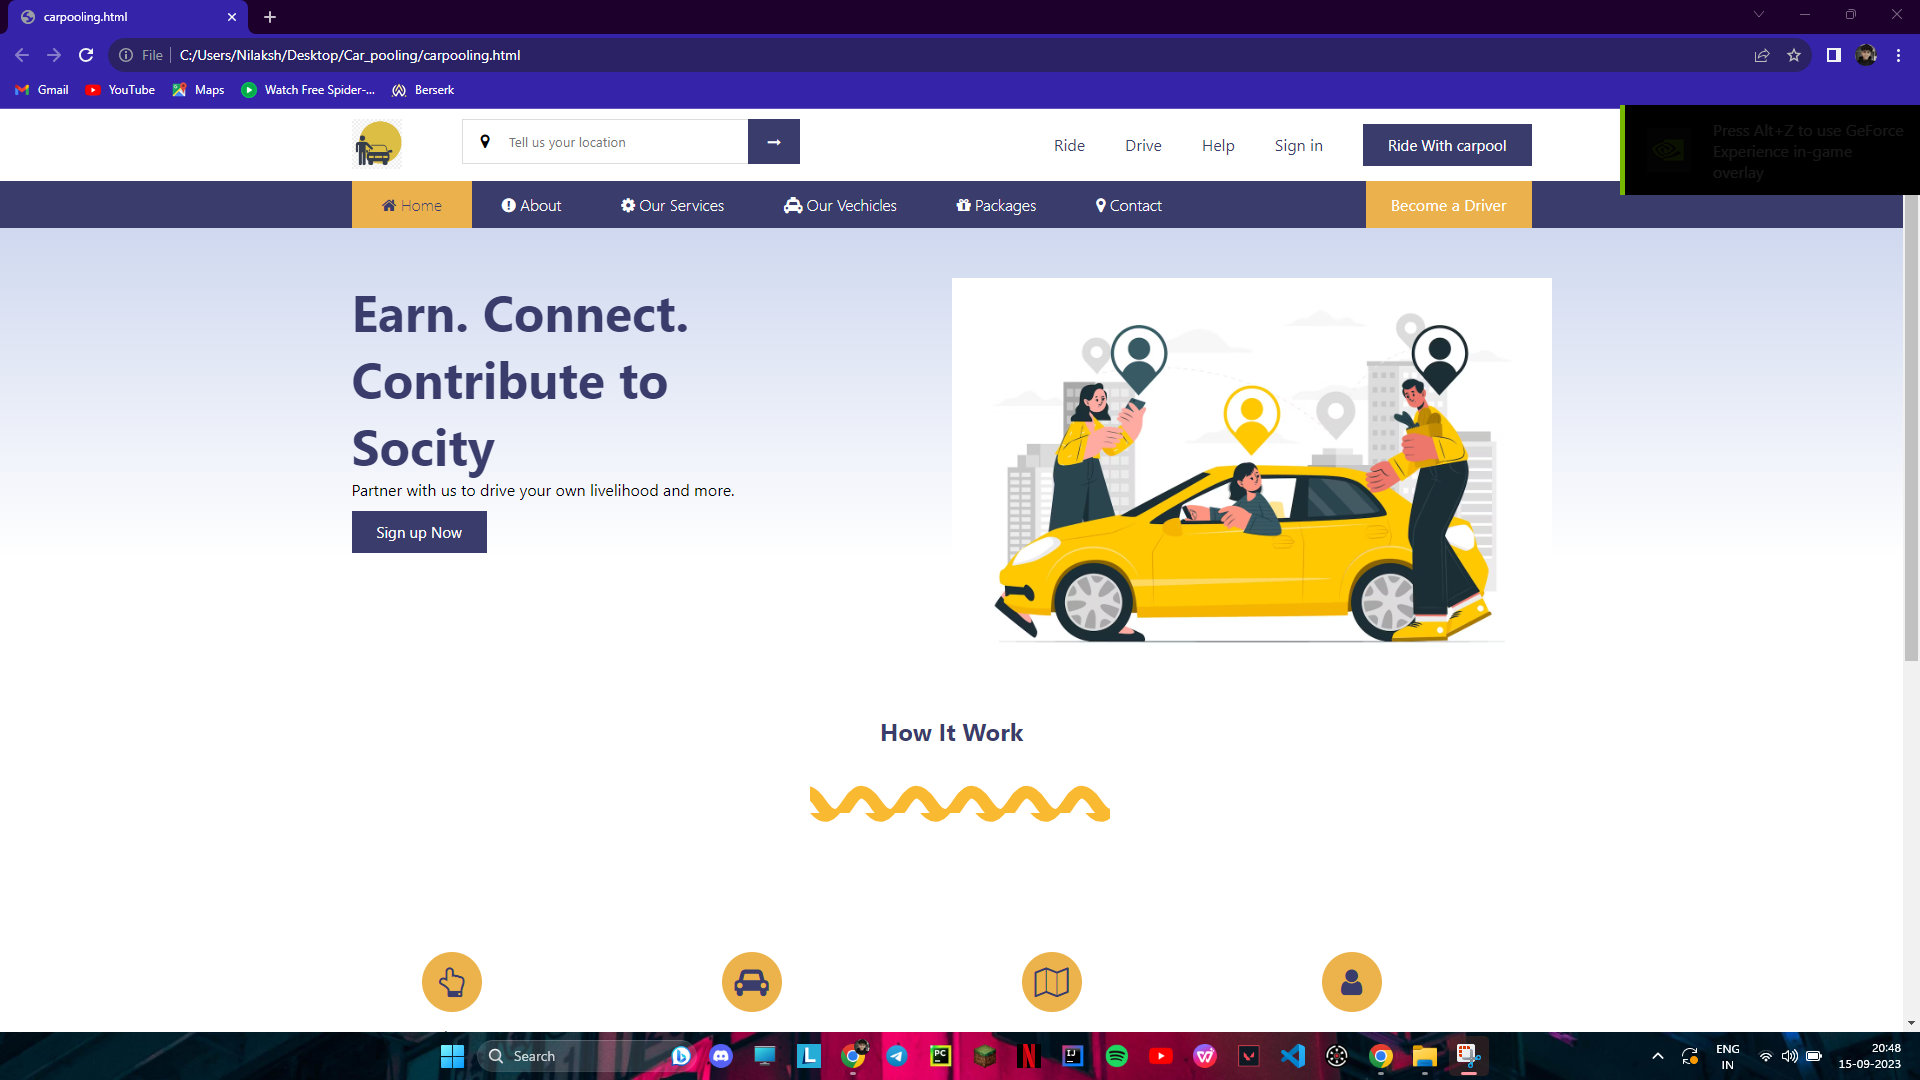 carpooling.html
File
C:/Users/Nilaksh/Desktop/Car_pooling/carpooling.html
Gmail
YouTube
Maps
Watch Free Spider-...
Berserk
Tell us your location
Ride
Drive
Help
Sign in
Ride With carpool
Press Alt+Z to use GeForce
Experience in-game
overlay
Home
About
Our Services
Our Vechicles
Packages
Contact
Become a Driver
Earn. Connect.
Contribute to
Socity
Partner with us to drive your own livelihood and more.
Sign up Now
How It Work
Search
L
PC
N
IJ
ENG
IN
20:48
15-09-2023